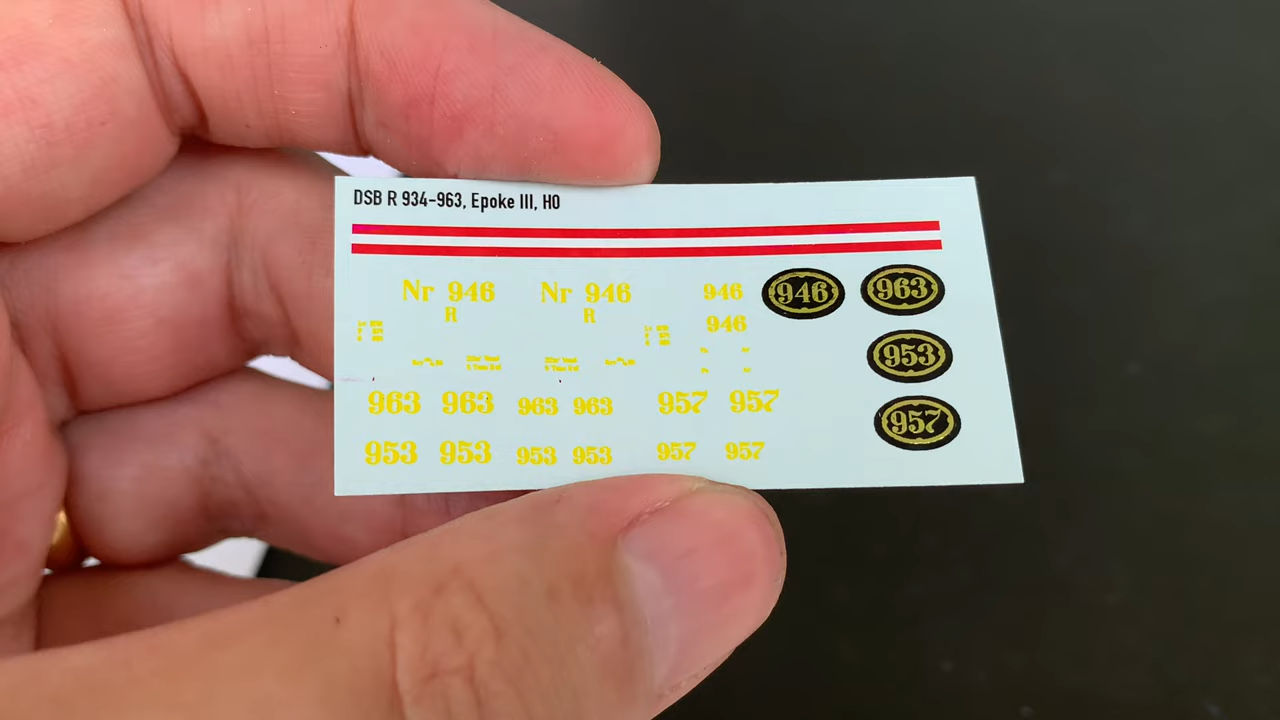 DSB R 934-963, Epoke III, H0
Nr 946 Nr 946 946 946 963
R R 946
953
963 963 963 963 957 957
957
953 953 953 953 957 957